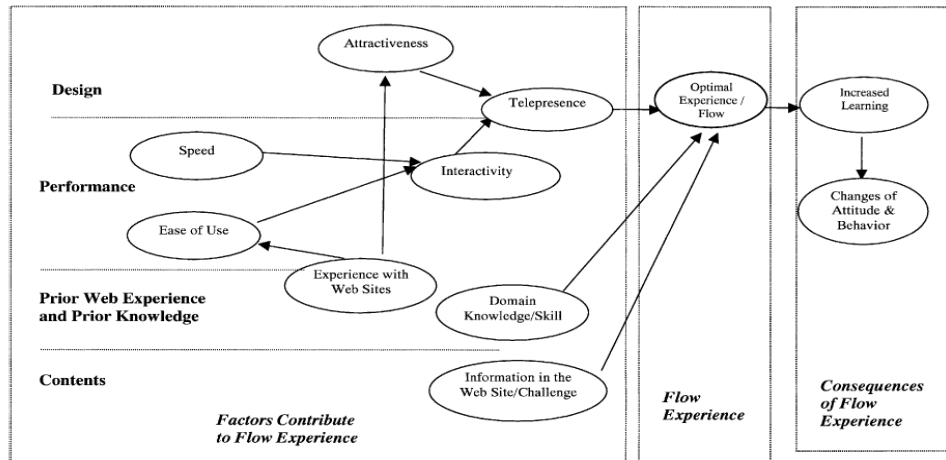 Attractiveness
Design
Telepresence
Optimal
Experience /
Flow
Increased
Learning
Speed
Performance
Interactivity
Ease of Use
Changes of
Attitude &
Behavior
Experience with
Web Sites
Prior Web Experience
and Prior Knowledge
Domain
Knowledge/Skill
Contents
Information in the
Web Site/Challenge
Factors Contribute
to Flow Experience
Flow
Experience
Consequences
of Flow
Experience